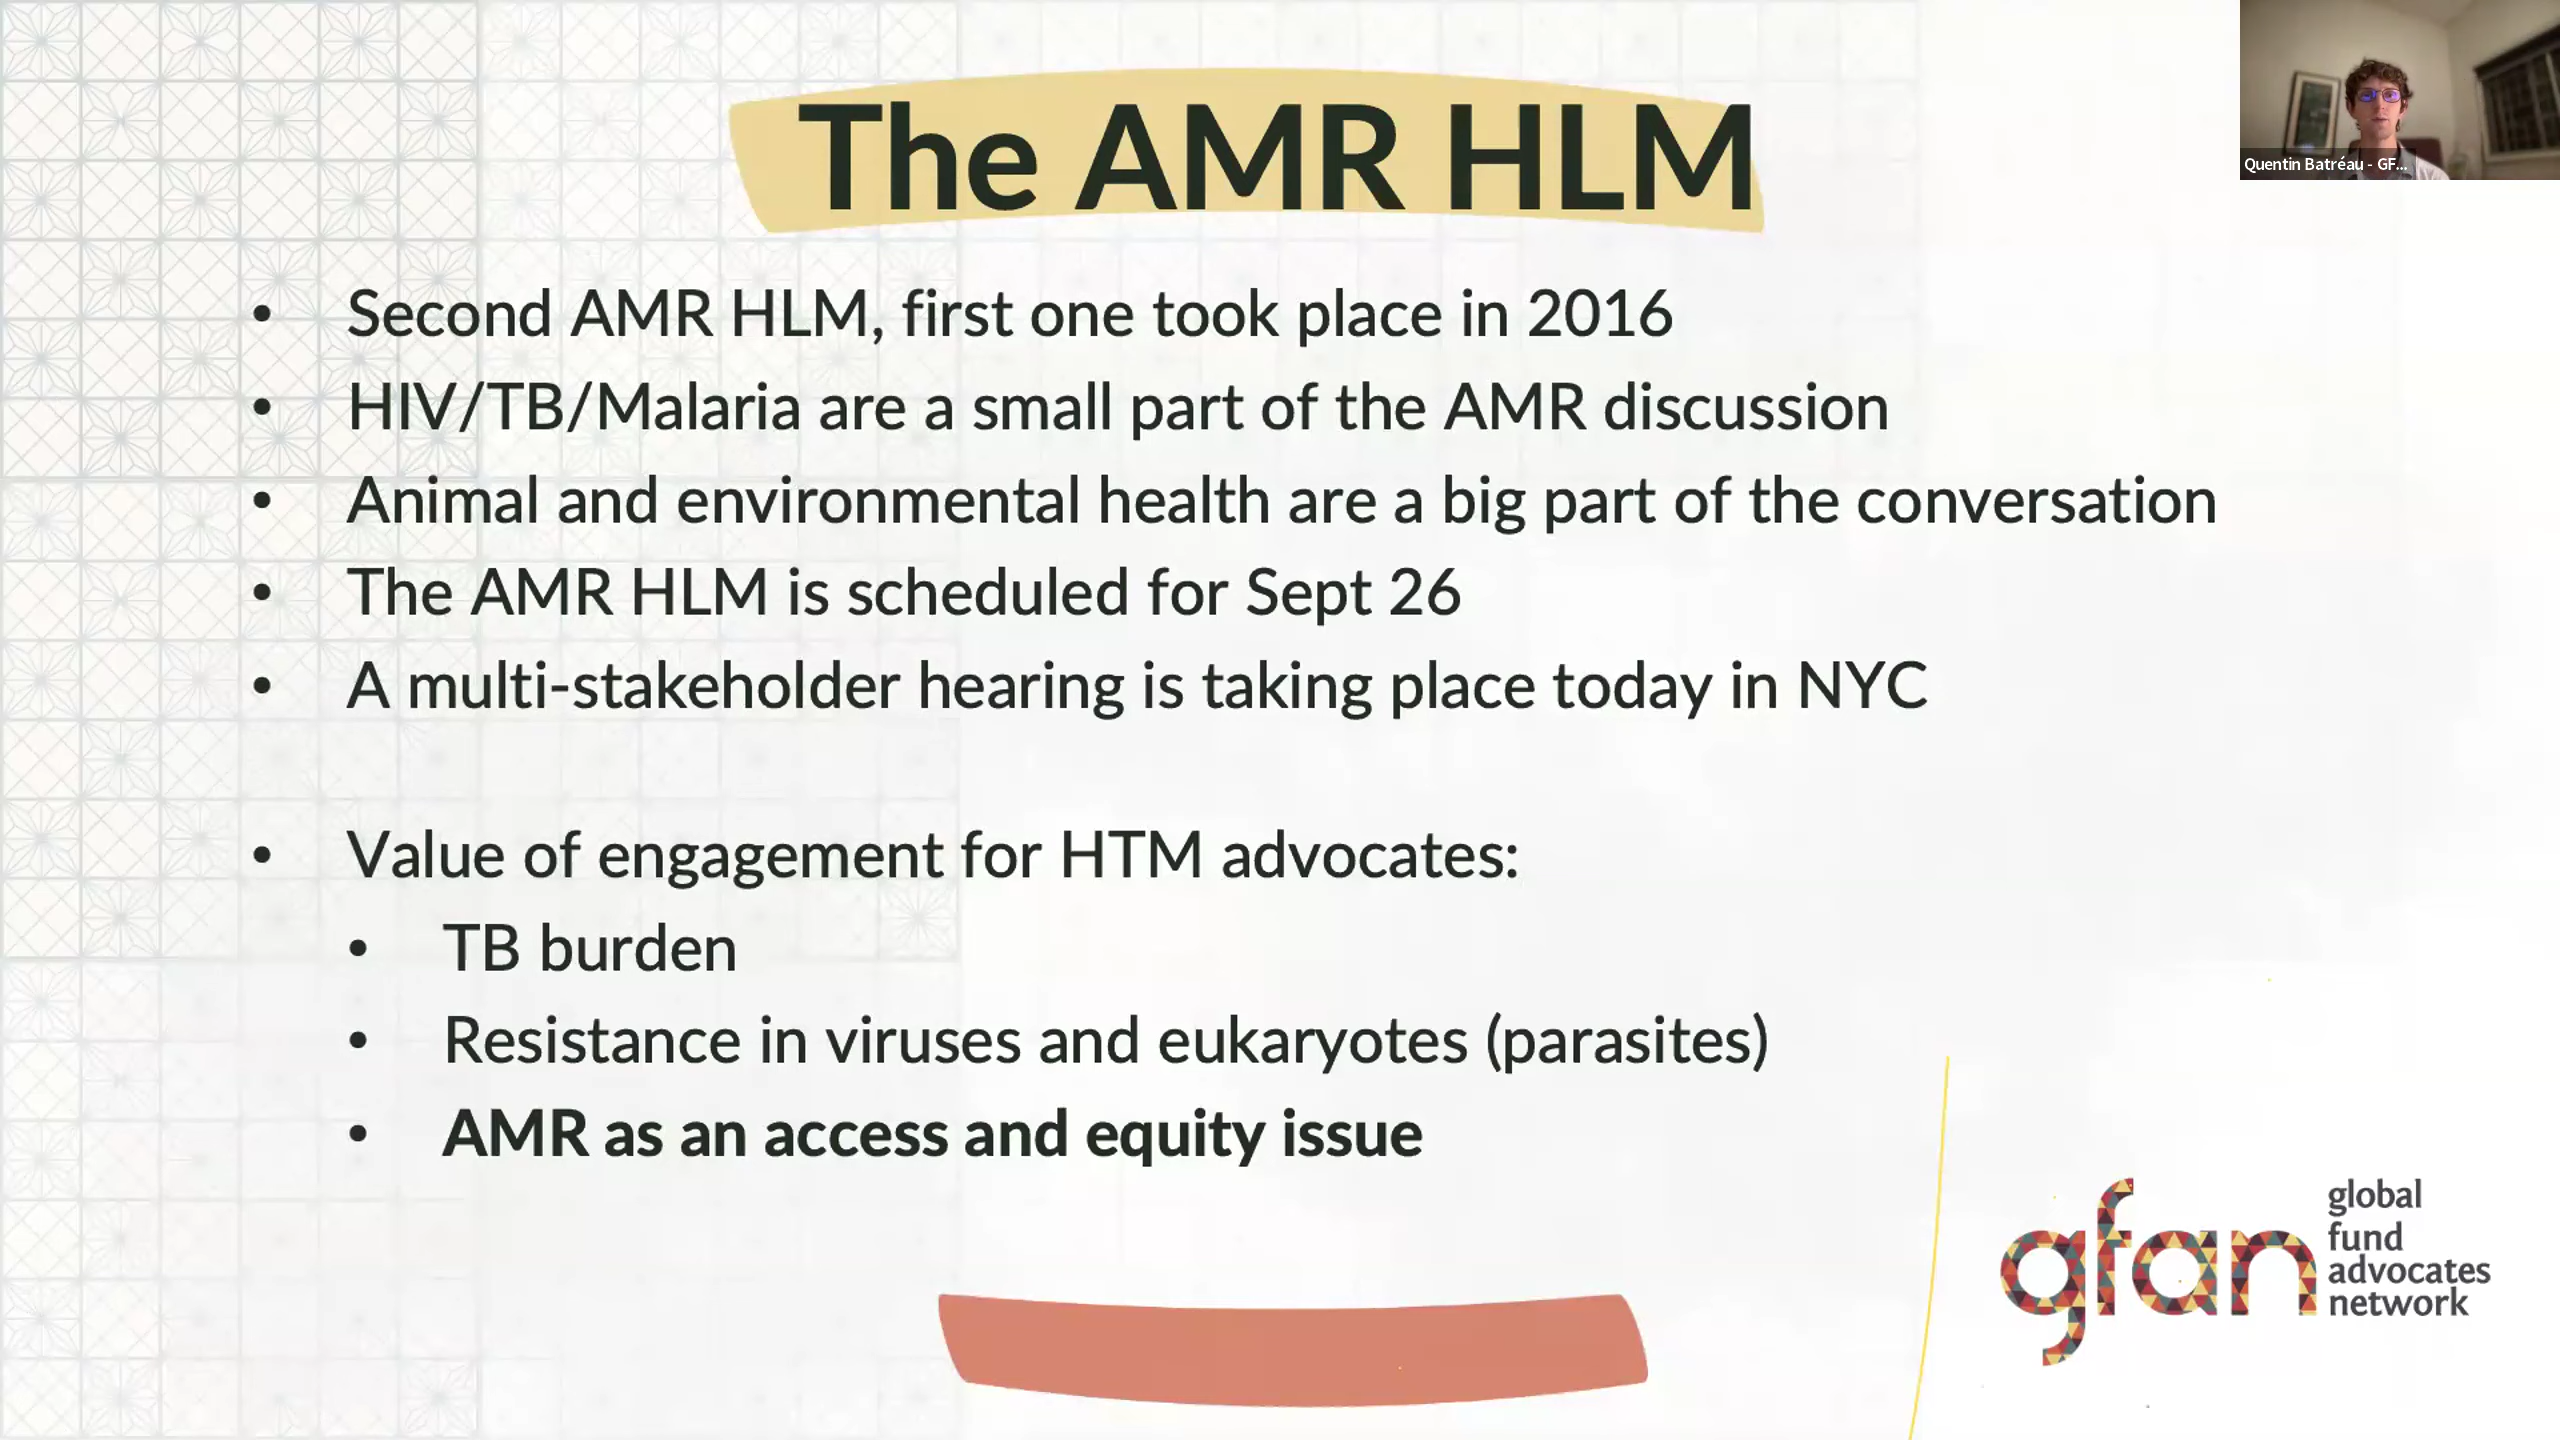 The AMR HLM
Quentin Batréau - GF...
• Second AMR HLM, first one took place in 2016
• HIV/TB/Malaria are a small part of the AMR discussion
• Animal and environmental health are a big part of the conversation
• The AMR HLM is scheduled for Sept 26
• A multi-stakeholder hearing is taking place today in NYC
• Value of engagement for HTM advocates:
• TB burden
• Resistance in viruses and eukaryotes (parasites)
• AMR as an access and equity issue
gfan
global
fund
advocates
network